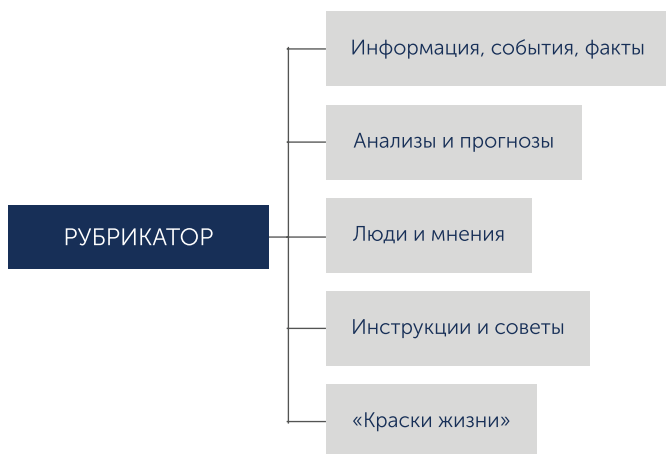 Информация, события, факты
Анализы и прогнозы
РУБРИКАТОР
Люди и мнения
Инструкции и советы
«Краски жизни»